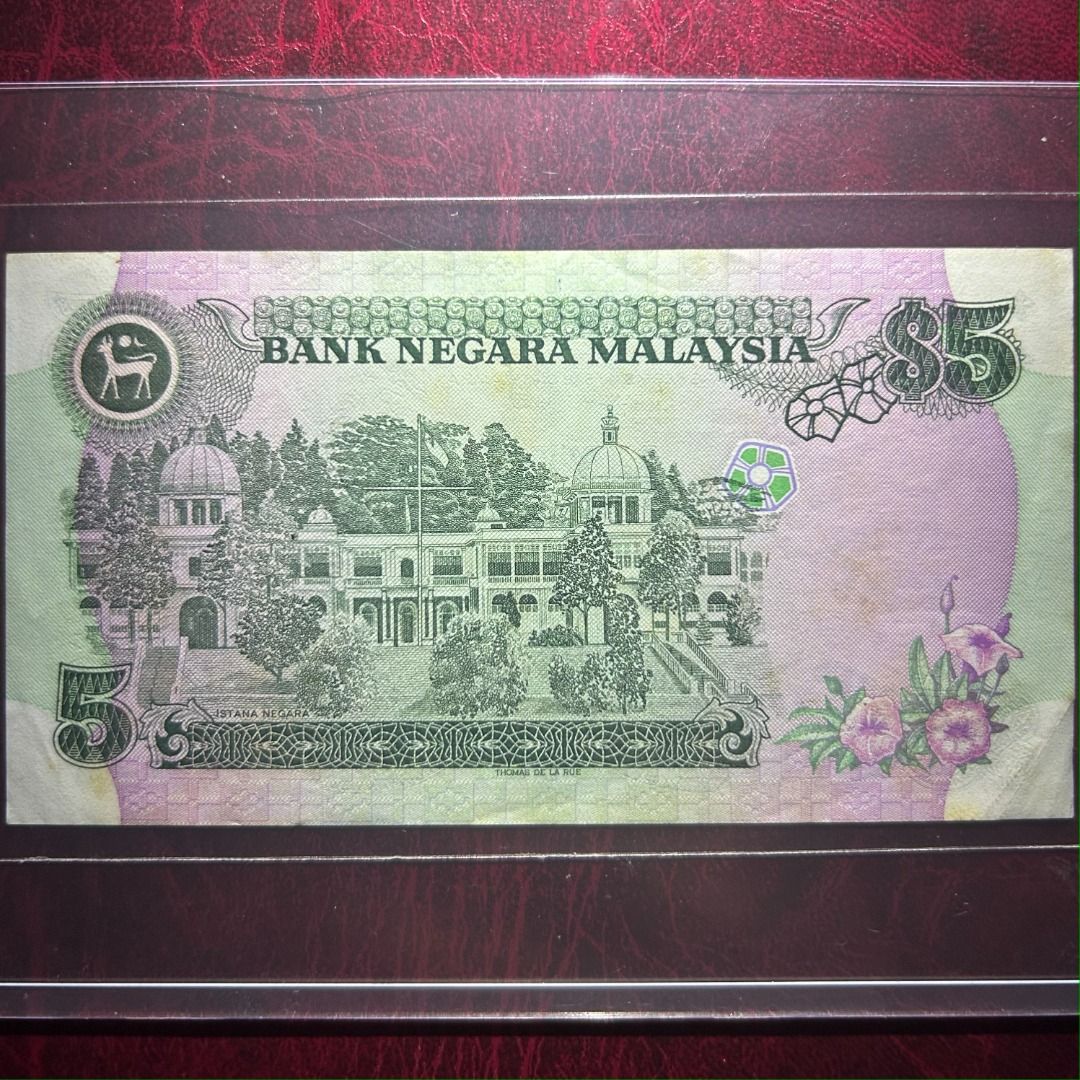 BANK NEGARA MALAYSIA
$5
5
ISTANA NEGARA
THOMAS DE LA RUE